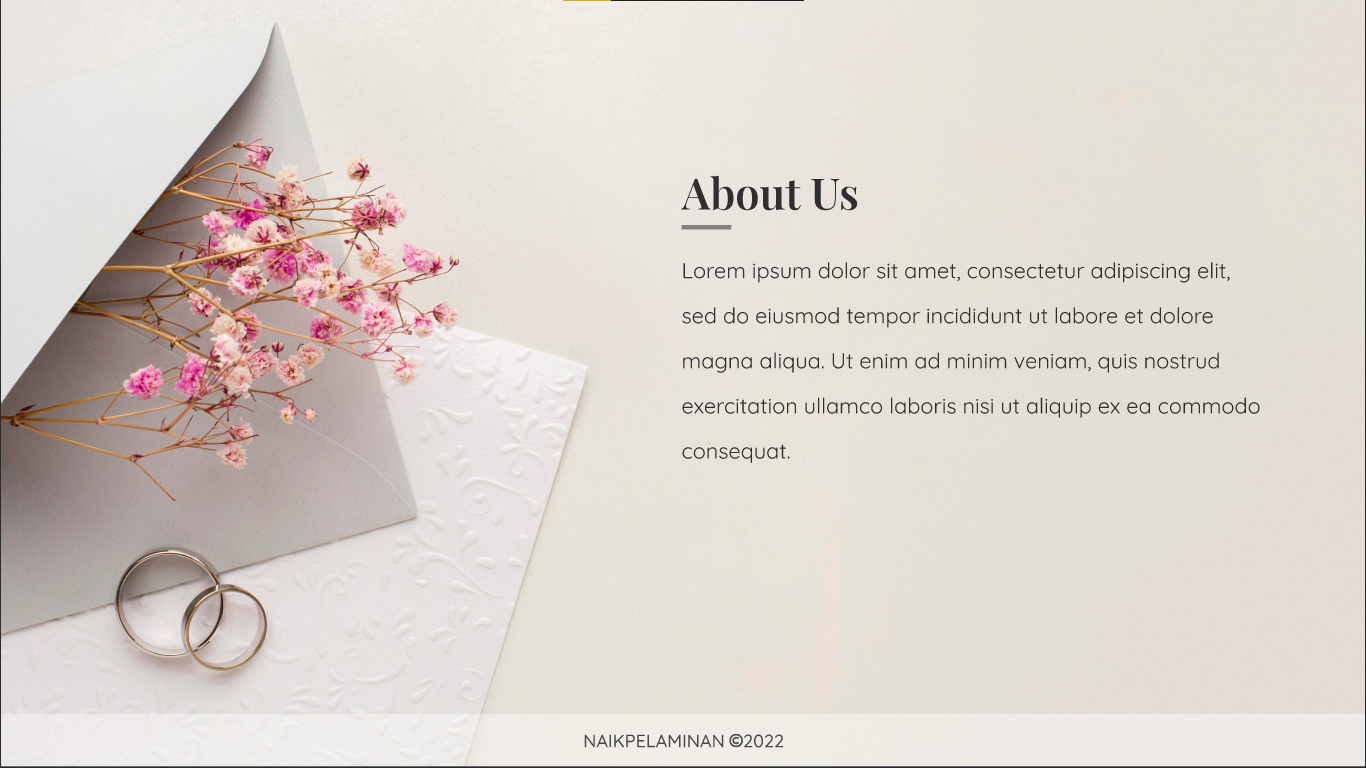 About Us
Lorem ipsum dolor sit amet, consectetur adipiscing elit,
sed do eiusmod tempor incididunt ut labore et dolore
magna aliqua. Ut enim ad minim veniam, quis nostrud
exercitation ullamco laboris nisi ut aliquip ex ea commodo
consequat.
NAIKPELAMINAN ©2022